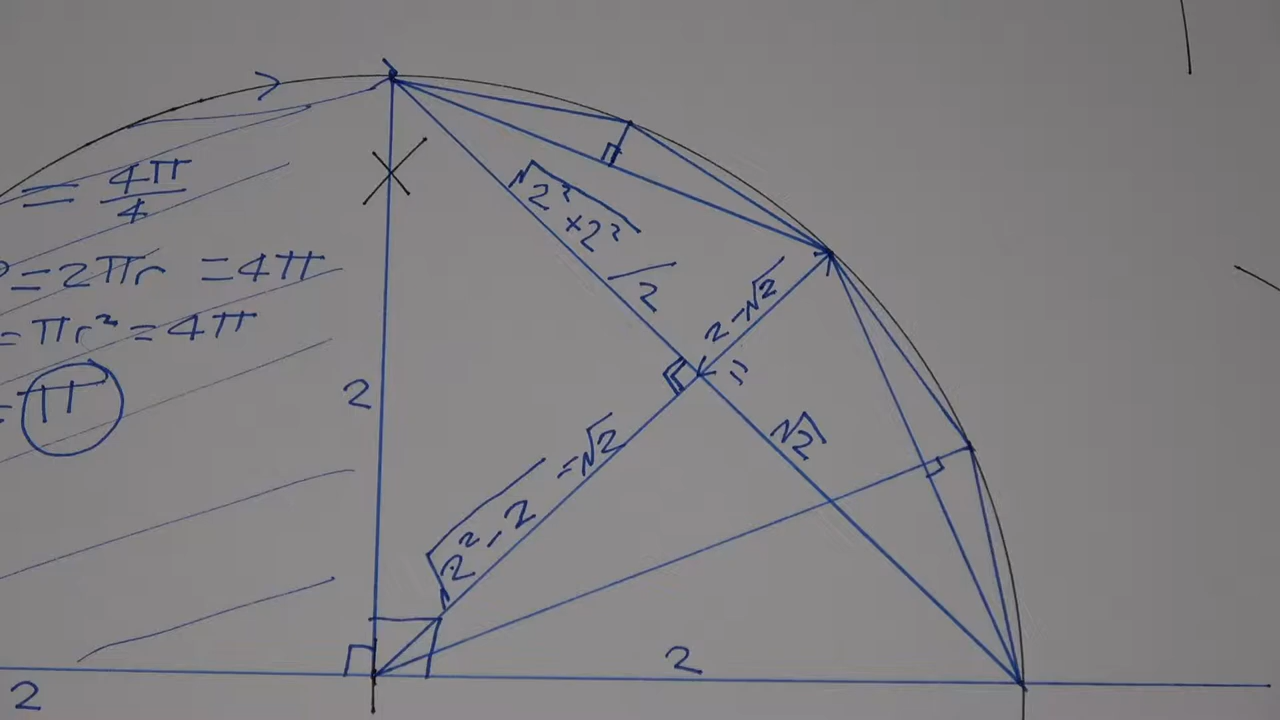 = 4π/4
P = 2πr = 4π
= πr² = 4π
= π
2
√2² + 2² / 2
2 - √2
=
√2
√2² - 2 = √2
2
2